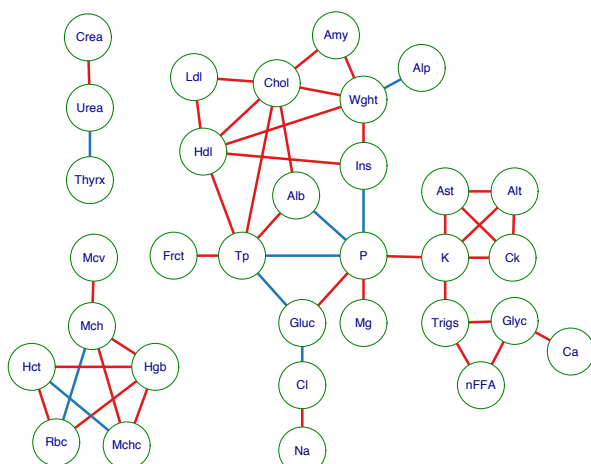 Crea
Amy
Alp
Ldl
Chol
Wght
Urea
Hdl
Ins
Thyrx
Alb
Ast
Alt
Mcv
Frct
Tp
P
K
Ck
Mch
Gluc
Mg
Trigs
Glyc
Ca
Hct
Hgb
Cl
nFFA
Rbc
Mchc
Na